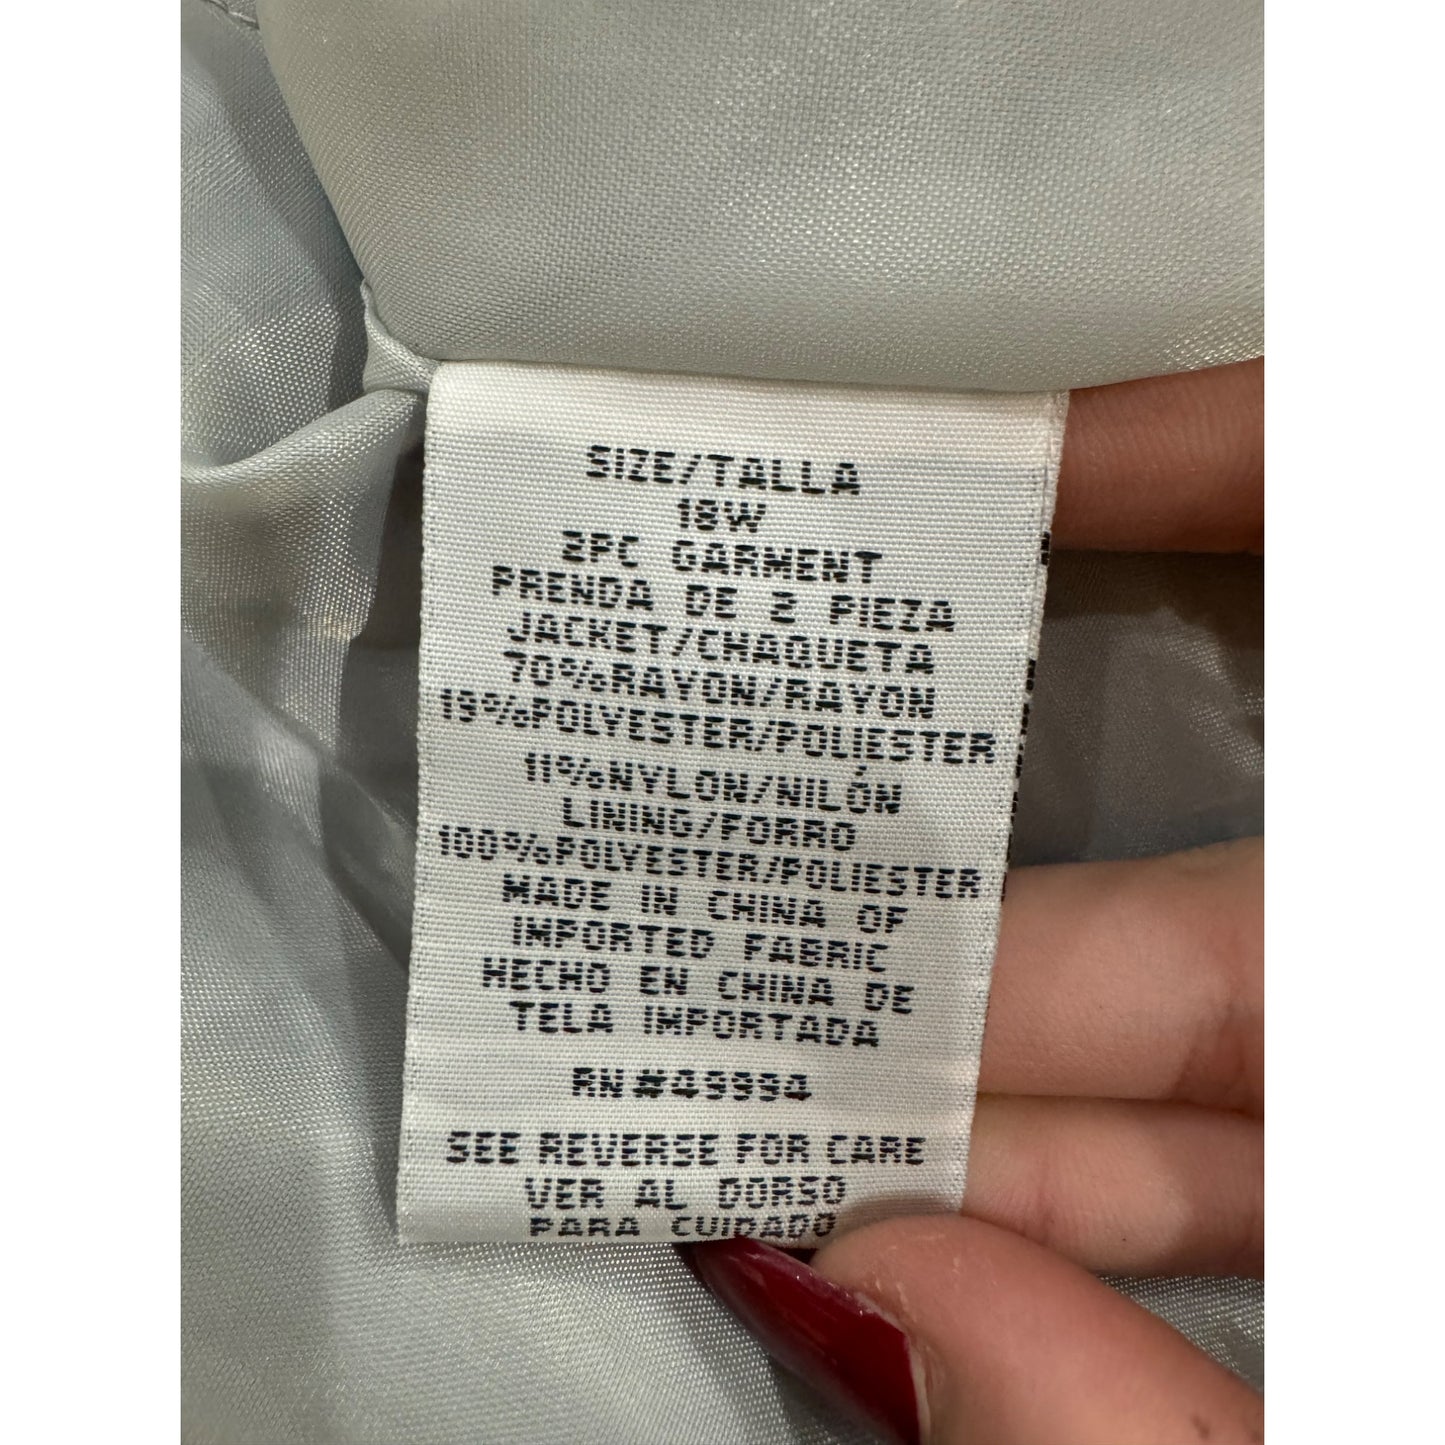 SIZE/TALLA
18W
2PC GARMENT
PRENDA DE 2 PIEZA
JACKET/CHAQUETA
70%RAYON/RAYON
19%POLYESTER/POLIESTER
11%NYLON/NILÓN
LINING/FORRO
100%POLYESTER/POLIESTER
MADE IN CHINA OF
IMPORTED FABRIC
HECHO EN CHINA DE
TELA IMPORTADA
RN#49994
SEE REVERSE FOR CARE
VER AL DORSO
PARA CUIDADO